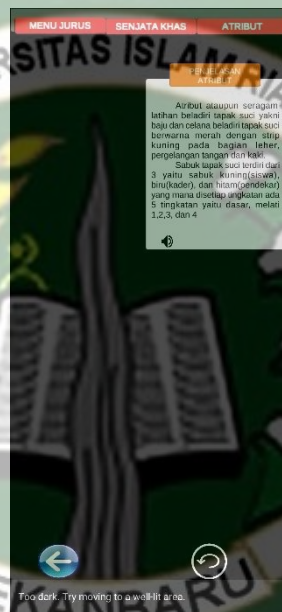 MENU JURUS SENJATA KHAS ATRIBUT
SITAS ISLAM RIA
PENJELASAN
ATRIBUT
Atribut ataupun seragam
latihan beladiri tapak suci yakni
baju dan celana beladiri tapak suci
berwarna merah dengan strip
kuning pada bagian leher,
pergelangan tangan dan kaki.
Sabuk tapak suci terdiri dari
3 yaitu sabuk kuning(siswa),
biru(kader), dan hitam(pendekar)
yang mana disetiap tingkatan ada
5 tingkatan yaitu dasar, melati
1,2,3, dan 4
Too dark. Try moving to a well-lit area.
KANBARU